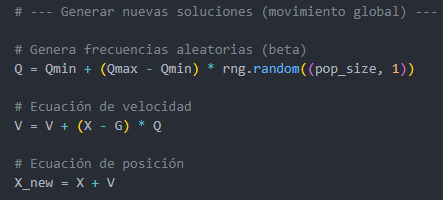 # --- Generar nuevas soluciones (movimiento global) ---
# Genera frecuencias aleatorias (beta)
Q = Qmin + (Qmax - Qmin) * rng.random((pop_size, 1))
# Ecuación de velocidad
V = V + (X - G) * Q
# Ecuación de posición
X_new = X + V